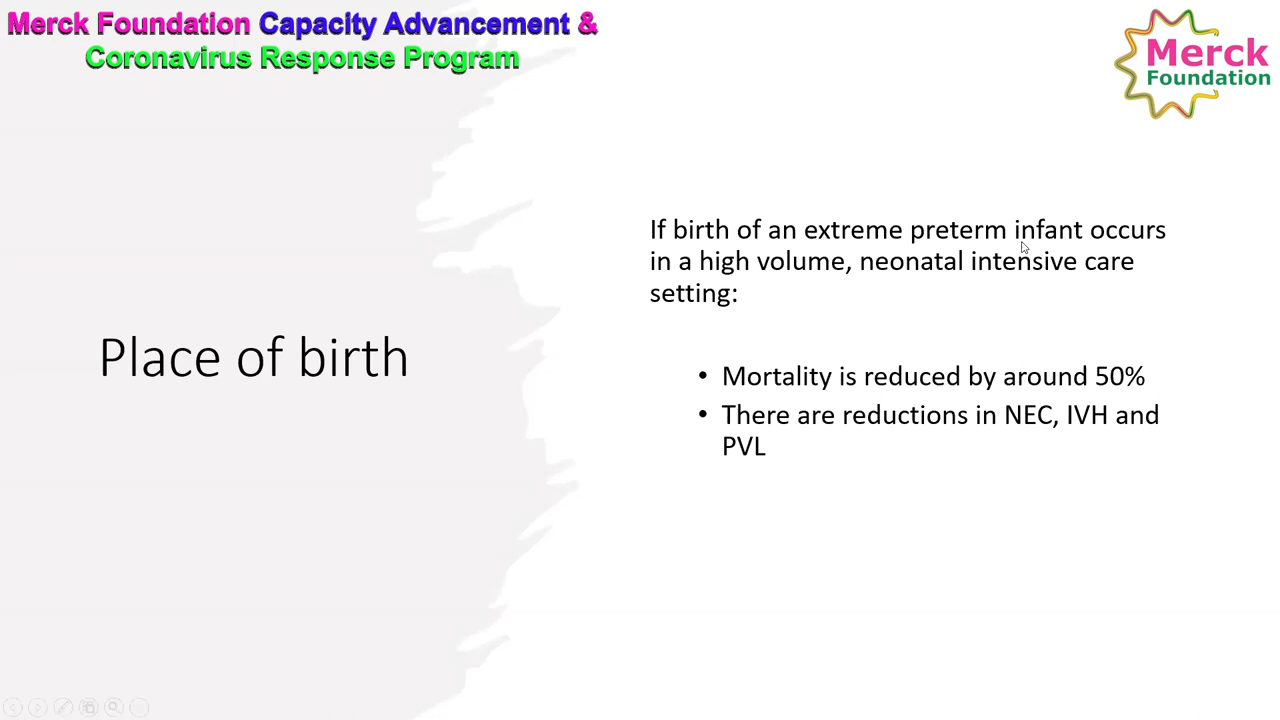 Merck Foundation Capacity Advancement &
Coronavirus Response Program
Merck
Foundation
Place of birth
If birth of an extreme preterm infant occurs
in a high volume, neonatal intensive care
setting:
• Mortality is reduced by around 50%
• There are reductions in NEC, IVH and
PVL